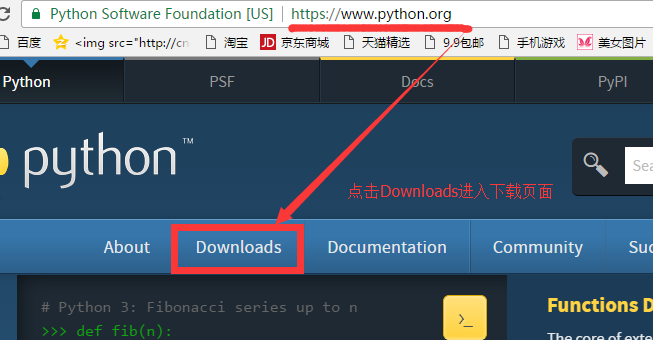 Python Software Foundation [US] https://www.python.org
百度 <img src="http://cn 淘宝 JD 京东商城 天猫精选 9.9包邮 手机游戏 美女图片
Python PSF Docs PyPI
python™
点击Downloads进入下载页面
Sea
About Downloads Documentation Community Suc
# Python 3: Fibonacci series up to n
>>> def fib(n):
>_
Functions D
The core of exte